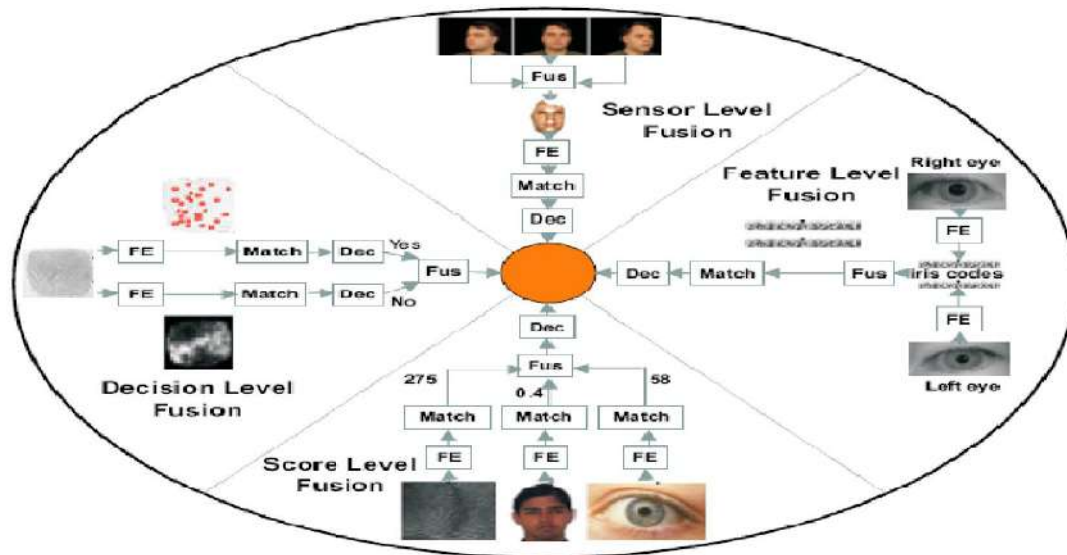 Fus
Sensor Level
Fusion
FE
Match
Dec
Feature Level
Fusion
Right eye
FE
Dec
Match
Fus
iris codes
FE
Left eye
FE
Match
Dec
Yes
Fus
FE
Match
Dec
No
Decision Level
Fusion
Dec
Fus
275
0.4
58
Match
Match
Match
Score Level
Fusion
FE
FE
FE